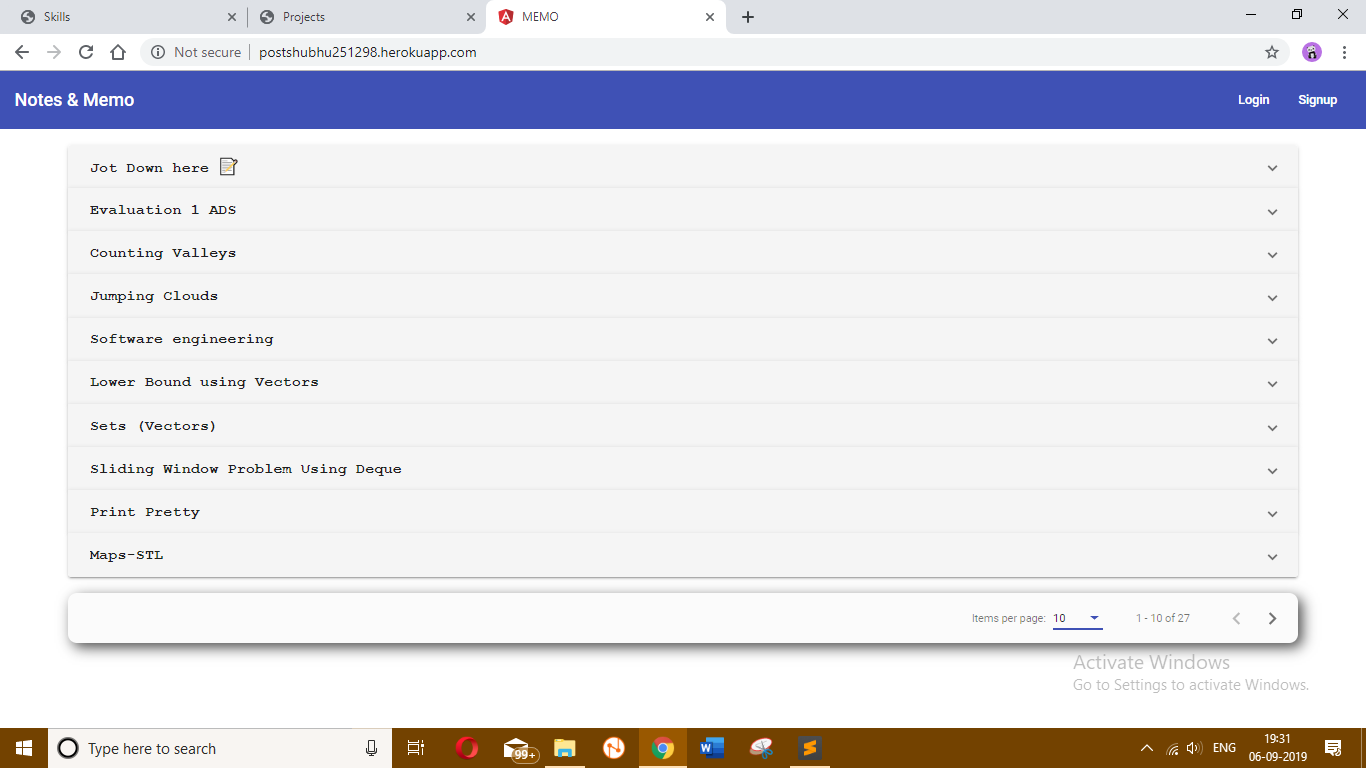 Skills
Projects
MEMO
Not secure
postshubhu251298.herokuapp.com
Notes & Memo
Login
Signup
Jot Down here
Evaluation 1 ADS
Counting Valleys
Jumping Clouds
Software engineering
Lower Bound using Vectors
Sets (Vectors)
Sliding Window Problem Using Deque
Print Pretty
Maps-STL
Items per page: 10
1 - 10 of 27
Activate Windows
Go to Settings to activate Windows.
Type here to search
99+
ENG
19:31
06-09-2019